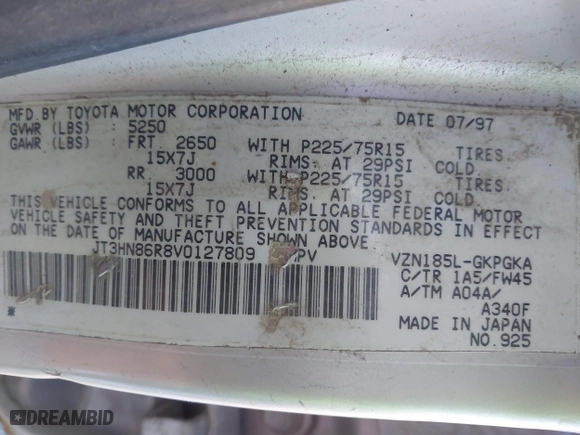 MFD. BY TOYOTA MOTOR CORPORATION DATE 07/97
GVWR (LBS) : 5250
GAWR (LBS) : FRT. 2650 WITH P225/75R15 TIRES.
15X7J RIMS. AT 29PSI COLD.
RR. 3000 WITH P225/75R15 TIRES.
15X7J RIMS. AT 29PSI COLD.
THIS VEHICLE CONFORMS TO ALL APPLICABLE FEDERAL MOTOR
VEHICLE SAFETY AND THEFT PREVENTION STANDARDS IN EFFECT
ON THE DATE OF MANUFACTURE SHOWN ABOVE.
JT3HN86R8V0127809 PV VZN185L-GKPGKA
C/TR 1A5/FW45
A/TM A04A/
A340F
* MADE IN JAPAN
NO.925
DREAMBID